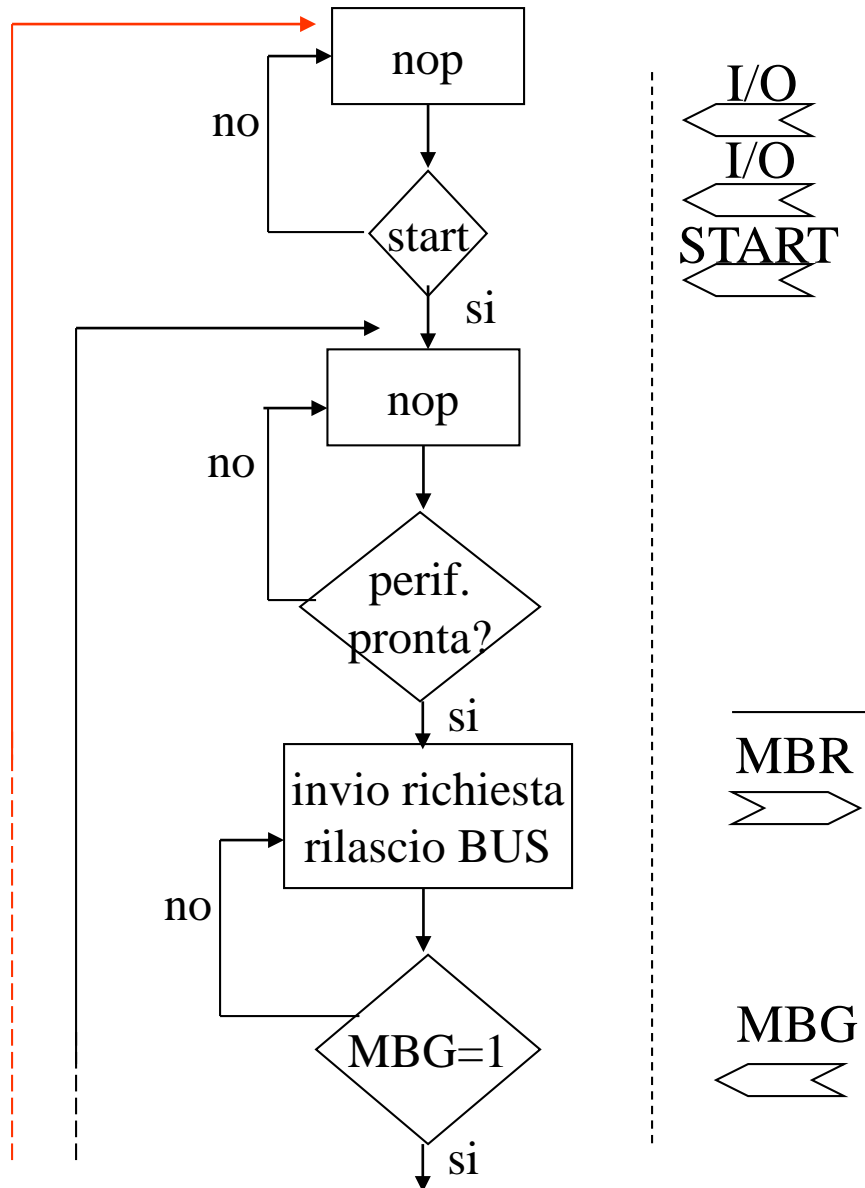 nop
I/O
no
I/O
start
START
si
nop
no
perif.
pronta?
si
MBR
invio richiesta
rilascio BUS
no
MBG
MBG=1
si